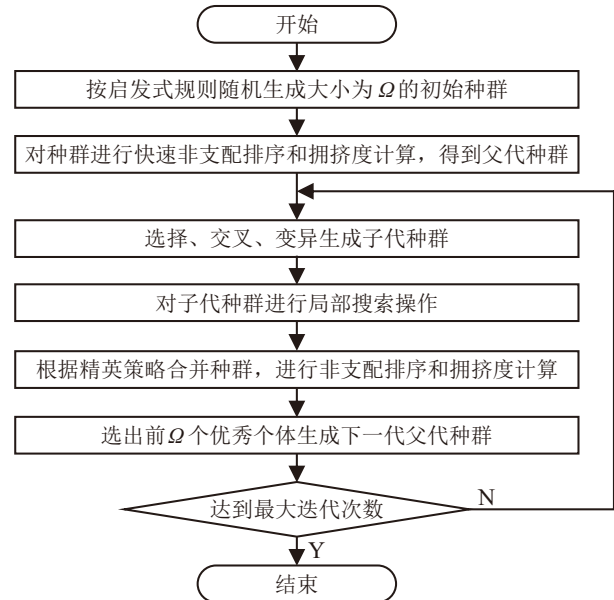 开始
按启发式规则随机生成大小为Ω的初始种群
对种群进行快速非支配排序和拥挤度计算，得到父代种群
选择、交叉、变异生成子代种群
对子代种群进行局部搜索操作
根据精英策略合并种群，进行非支配排序和拥挤度计算
选出前Ω个优秀个体生成下一代父代种群
达到最大迭代次数
N
Y
结束